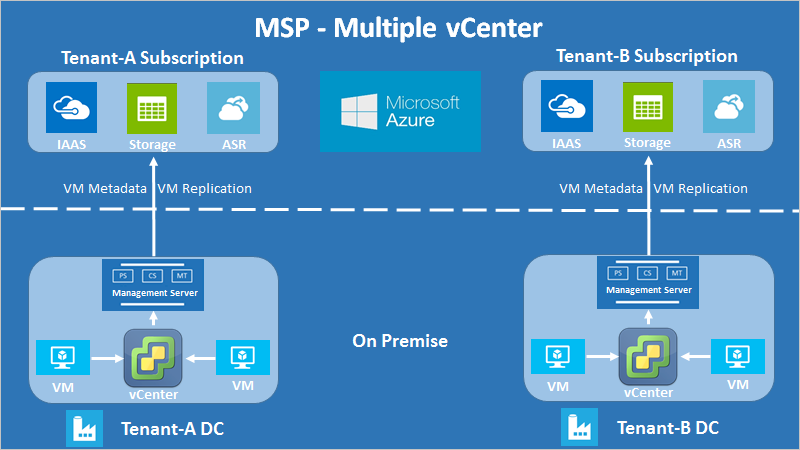 MSP - Multiple vCenter
Tenant-A Subscription
Tenant-B Subscription
IAAS
Storage
ASR
Microsoft
Azure
IAAS
Storage
ASR
VM Metadata
VM Replication
VM Metadata
VM Replication
PS
CS
MT
Management Server
PS
CS
MT
Management Server
On Premise
VM
vCenter
VM
VM
vCenter
VM
Tenant-A DC
Tenant-B DC